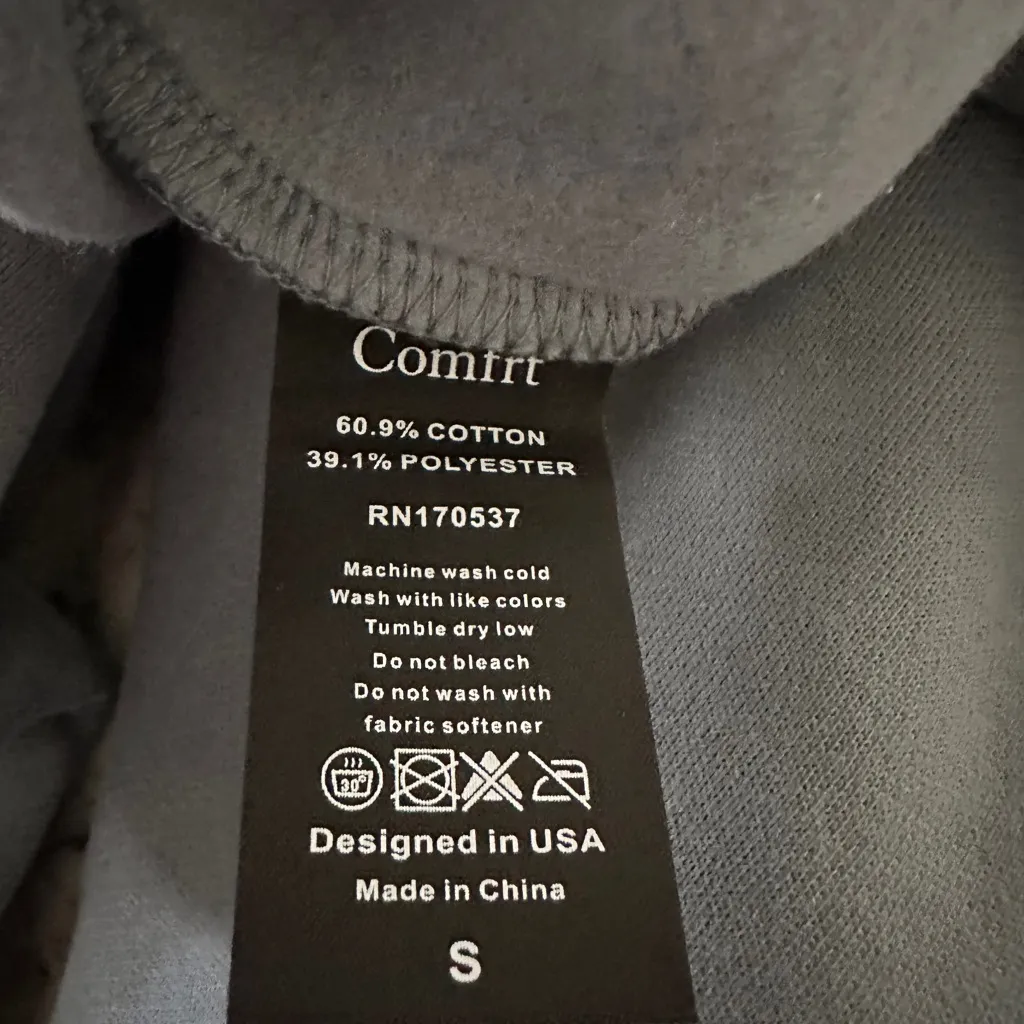 Comfrt
60.9% COTTON
39.1% POLYESTER
RN170537
Machine wash cold
Wash with like colors
Tumble dry low
Do not bleach
Do not wash with
fabric softener
30°
Designed in USA
Made in China
S